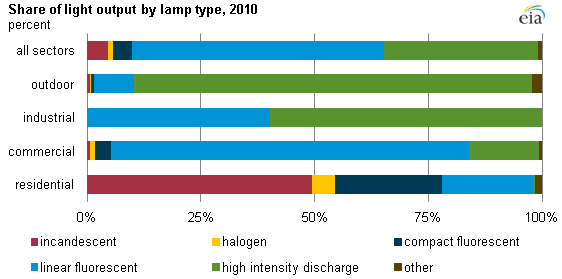 Share of light output by lamp type, 2010
percent
eia
all sectors
outdoor
industrial
commercial
residential
0% 25% 50% 75% 100%
incandescent halogen compact fluorescent
linear fluorescent high intensity discharge other